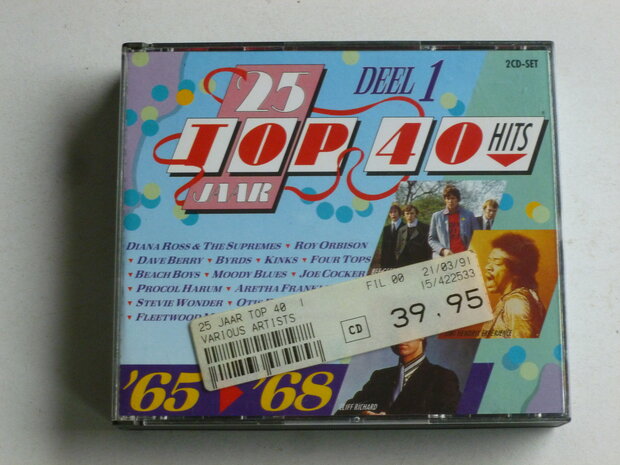 2CD-SET
DEEL 1
25
TOP 40 HITS
JAAR
DIANA ROSS & THE SUPREMES ▾ ROY ORBISON
▾ DAVE BERRY ▾ BYRDS ▾ KINKS ▾ FOUR TOPS
BEACH BOYS ▾ MOODY BLUES ▾ JOE COCKER
▾ PROCOL HARUM ▾ ARETHA
STEVIE WONDER ▾
FLEETWOOD
FIL 00 21/03/91
15/422533
25 JAAR TOP 40 1
VARIOUS ARTISTS
CD
39.95
EXPERIENCE
CLIFF RICHARD
'65 '68